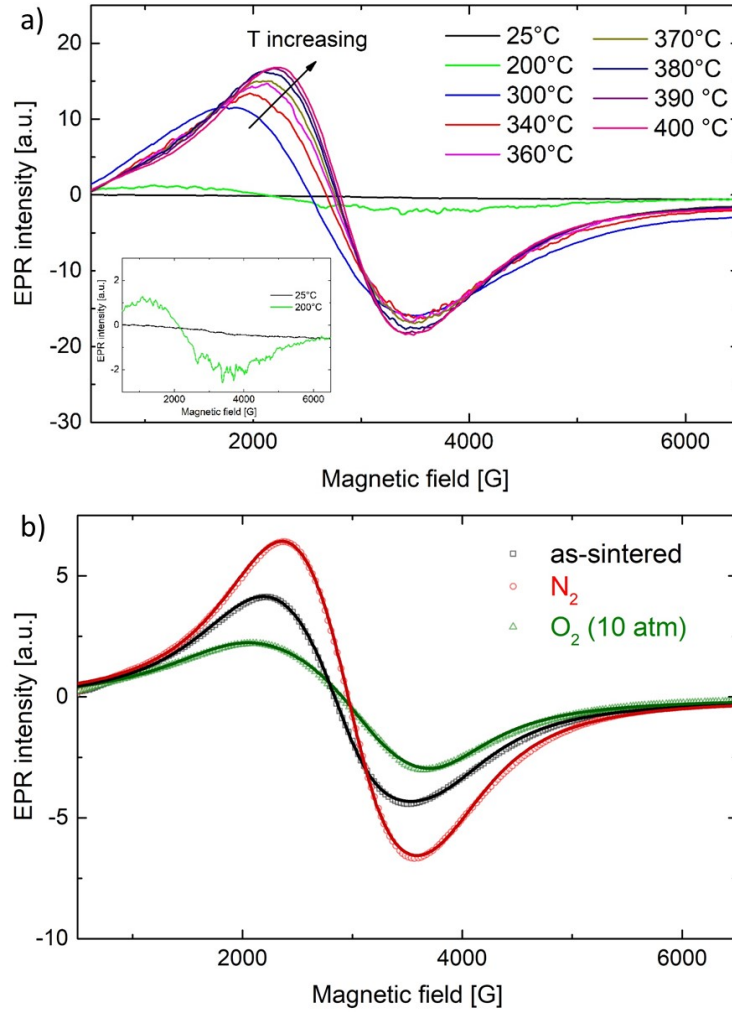 a)
T increasing
25°C
200°C
300°C
340°C
360°C
370°C
380°C
390 °C
400 °C
EPR intensity [a.u.]
20
10
0
-10
-20
-30
2000
4000
6000
Magnetic field [G]
EPR intensity [a.u.]
2
0
-2
25°C
200°C
2000
4000
6000
Magnetic field [G]
b)
as-sintered
N₂
O₂ (10 atm)
EPR intensity [a.u.]
5
0
-5
-10
2000
4000
6000
Magnetic field [G]